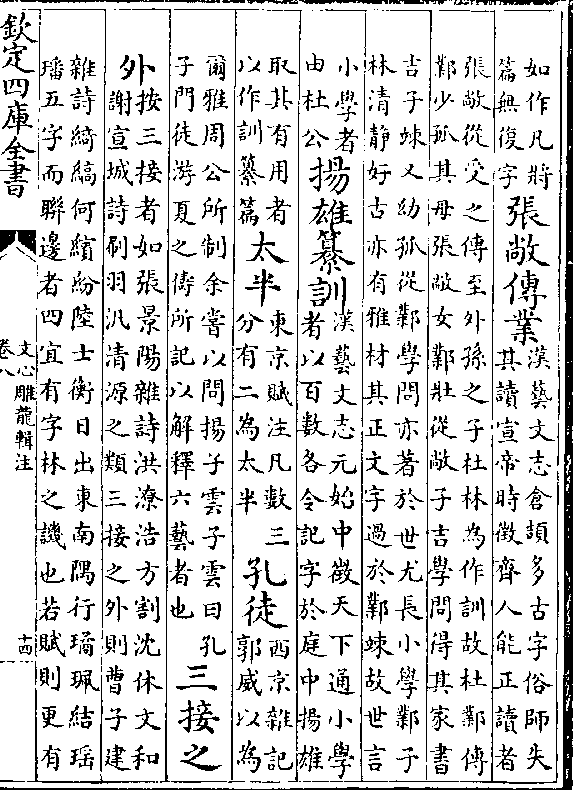 如作凡將
篇無復字
張敞傳業
漢藝文志倉頡多古字俗師失
其讀宣帝時徵齊人能正讀者
張敞從受之傳至外孫之子杜林為作訓故杜鄴傳
鄴少孤其母張敞女鄴壯從敞子吉學問得其家書
吉子竦又幼孤從鄴學問亦著於世尤長小學鄴子
林清静好古亦有雅材其正文字過於鄴竦故世言
小學者
由杜公
揚雄纂訓
漢藝文志元始中徵天下通小學
者以百數各令記字於庭中揚雄
取其有用者
以作訓纂篇
太半
東京賦注凡數三
分有二為太半
孔徒
西京雜記
郭威以為
爾雅周公所制余嘗以問揚子雲子雲曰孔
子門徒游夏之儔所記以解釋六藝者也
三接之
外
按三接者如張景陽雜詩洪潦浩方割沈休文和
謝宣城詩刷羽汎清源之類三接之外則曹子建
雜詩綺縞何繽紛陸士衡日出東南隅行璚珮結瑶
璠五字而聯邊者四宜有字林之譏也若賦則更有
欽定四庫全書
文心雕龍輯注
卷八
十四